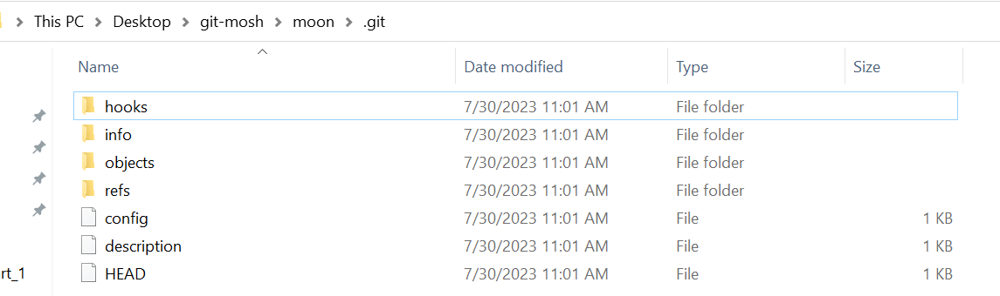 This PC > Desktop > git-mosh > moon > .git
Name Date modified Type Size
hooks 7/30/2023 11:01 AM File folder
info 7/30/2023 11:01 AM File folder
objects 7/30/2023 11:01 AM File folder
refs 7/30/2023 11:01 AM File folder
config 7/30/2023 11:01 AM File 1 KB
description 7/30/2023 11:01 AM File 1 KB
rt_1 HEAD 7/30/2023 11:01 AM File 1 KB